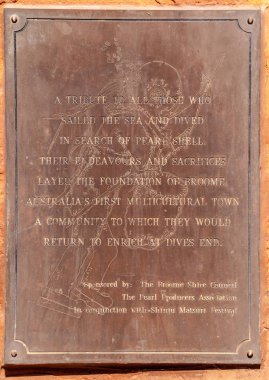 A TRIBUTE TO ALL THOSE WHO
SAILED THE SEA AND DIVED
IN SEARCH OF PEARL SHELL.
THEIR ENDEAVOURS AND SACRIFICES
LAYED THE FOUNDATION OF BROOME,
AUSTRALIA'S FIRST MULTICULTURAL TOWN
A COMMUNITY TO WHICH THEY WOULD
RETURN TO ENRICH AT DIVES END.
Sponsored by: The Broome Shire Council
The Pearl Producers Association
In conjunction with Shinju Matsuri Festival